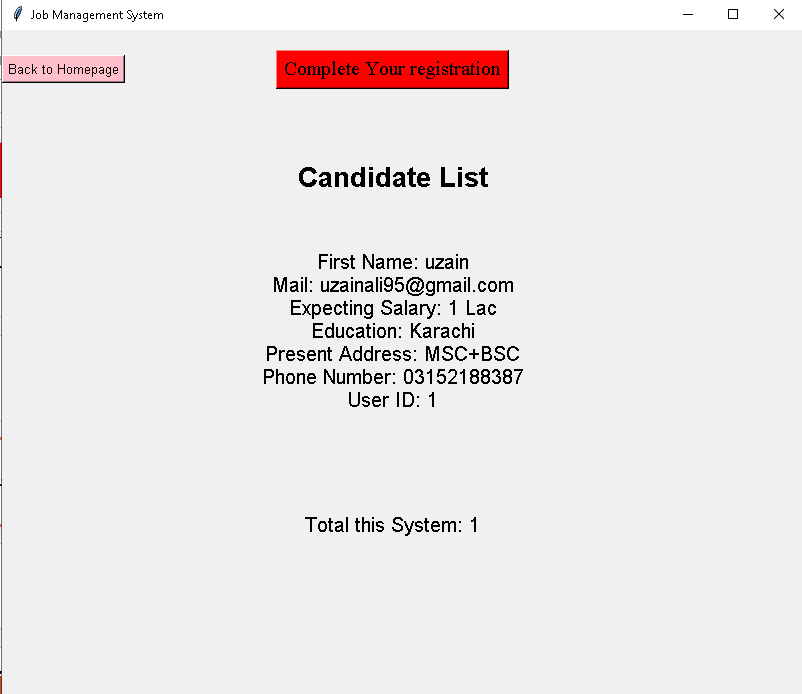 Job Management System
Back to Homepage
Complete Your registration
Candidate List
First Name: uzain
Mail: uzainali95@gmail.com
Expecting Salary: 1 Lac
Education: Karachi
Present Address: MSC+BSC
Phone Number: 03152188387
User ID: 1
Total this System: 1